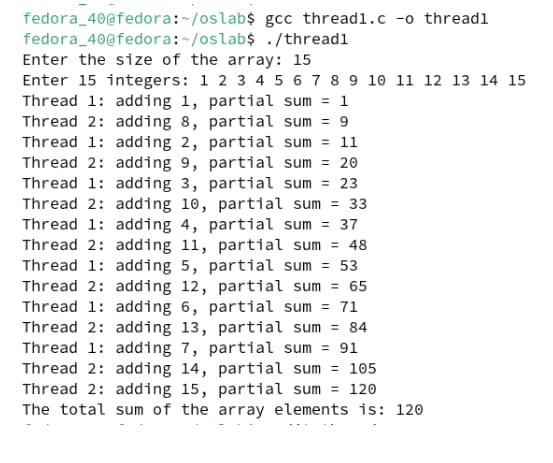 fedora_40@fedora:~/oslab$ gcc thread1.c -o thread1
fedora_40@fedora:~/oslab$ ./thread1
Enter the size of the array: 15
Enter 15 integers: 1 2 3 4 5 6 7 8 9 10 11 12 13 14 15
Thread 1: adding 1, partial sum = 1
Thread 2: adding 8, partial sum = 9
Thread 1: adding 2, partial sum = 11
Thread 2: adding 9, partial sum = 20
Thread 1: adding 3, partial sum = 23
Thread 2: adding 10, partial sum = 33
Thread 1: adding 4, partial sum = 37
Thread 2: adding 11, partial sum = 48
Thread 1: adding 5, partial sum = 53
Thread 2: adding 12, partial sum = 65
Thread 1: adding 6, partial sum = 71
Thread 2: adding 13, partial sum = 84
Thread 1: adding 7, partial sum = 91
Thread 2: adding 14, partial sum = 105
Thread 2: adding 15, partial sum = 120
The total sum of the array elements is: 120